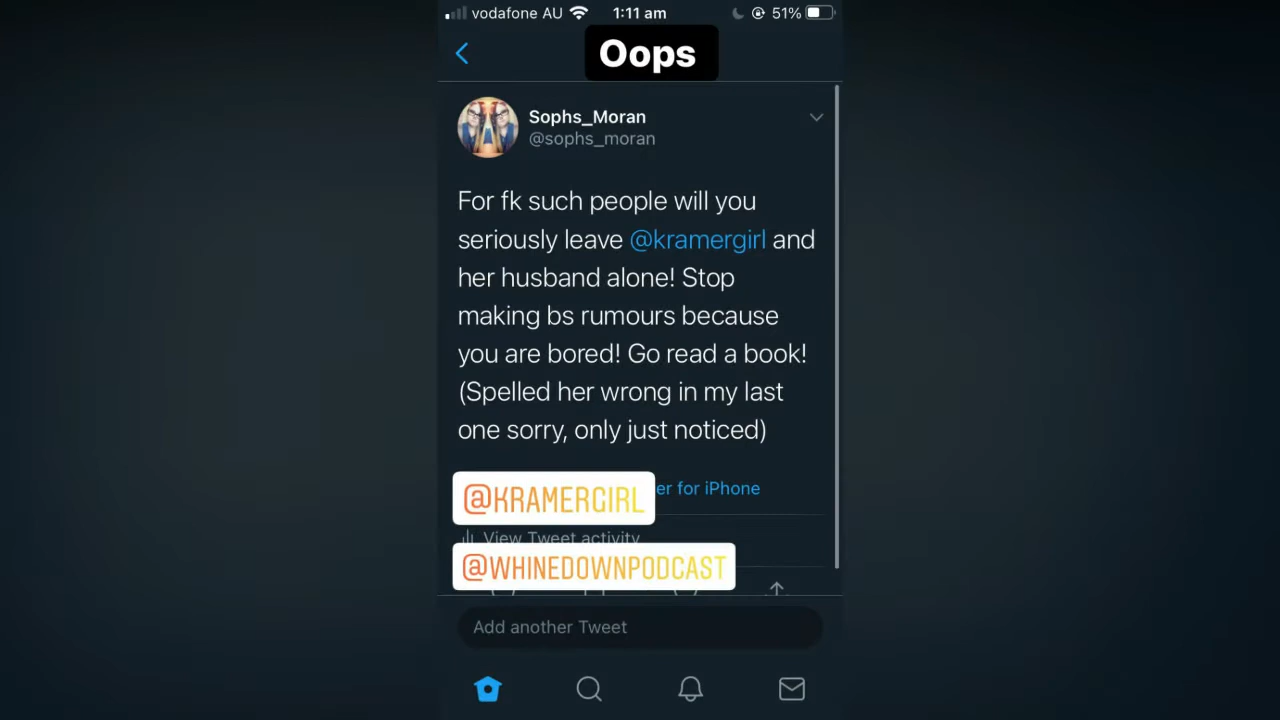 vodafone AU 1:11 am 51%
Oops
Sophs_Moran
@sophs_moran
For fk such people will you
seriously leave @kramergirl and
her husband alone! Stop
making bs rumours because
you are bored! Go read a book!
(Spelled her wrong in my last
one sorry, only just noticed)
@KRAMERGIRL er for iPhone
View Tweet activity
@WHINEDOWNPODCAST
Add another Tweet